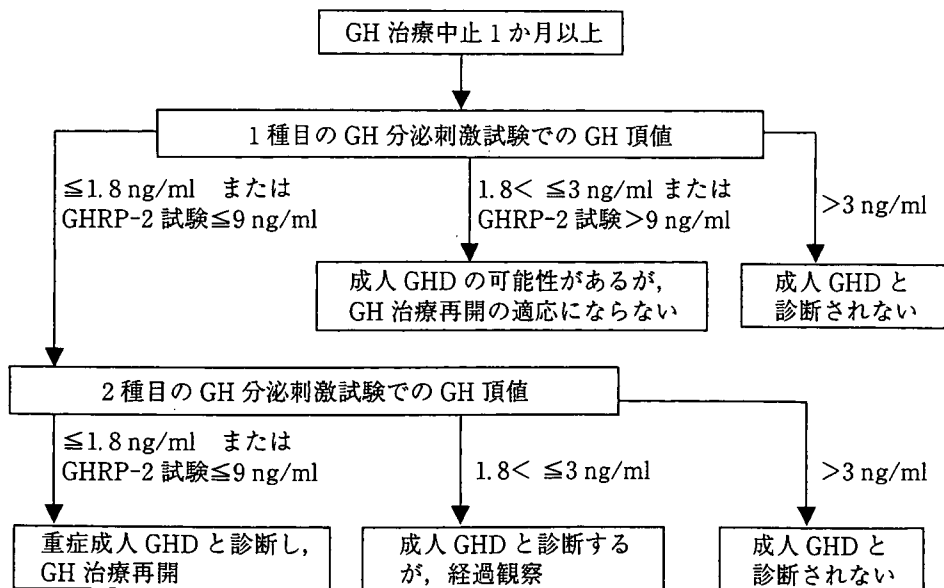 GH 治療中止 1 か月以上
1 種目の GH 分泌刺激試験での GH 頂値
≦1.8 ng/ml または
GHRP-2 試験≦9 ng/ml
1.8< ≦3 ng/ml または
GHRP-2 試験>9 ng/ml
>3 ng/ml
成人 GHD の可能性があるが,
GH 治療再開の適応にならない
成人 GHD と
診断されない
2 種目の GH 分泌刺激試験での GH 頂値
≦1.8 ng/ml または
GHRP-2 試験≦9 ng/ml
1.8< ≦3 ng/ml
>3 ng/ml
重症成人 GHD と診断し,
GH 治療再開
成人 GHD と診断する
が, 経過観察
成人 GHD と
診断されない